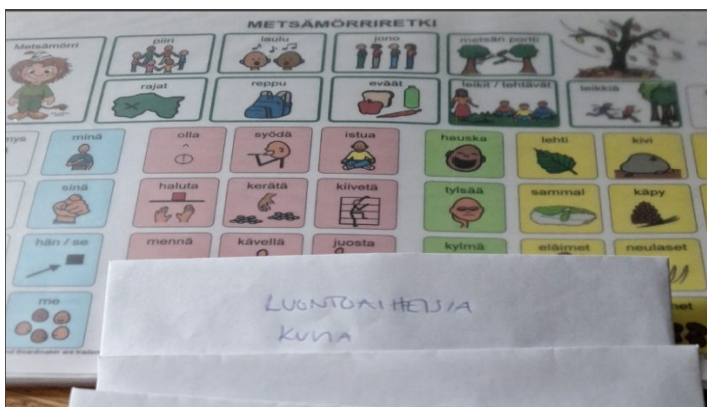 METSÄMÖRRIRETKI
Metsämörri piiri laulu jono metsän portti
rajat reppu eväät leikit / tehtävät leikkiä
minä olla syödä istua hauska lehti kivi
sinä haluta kerätä kiivetä tylsää sammal käpy
hän / se mennä kävellä juosta kylmä eläimet neulaset
me
LUONTOAIHEISIA
KUVIA